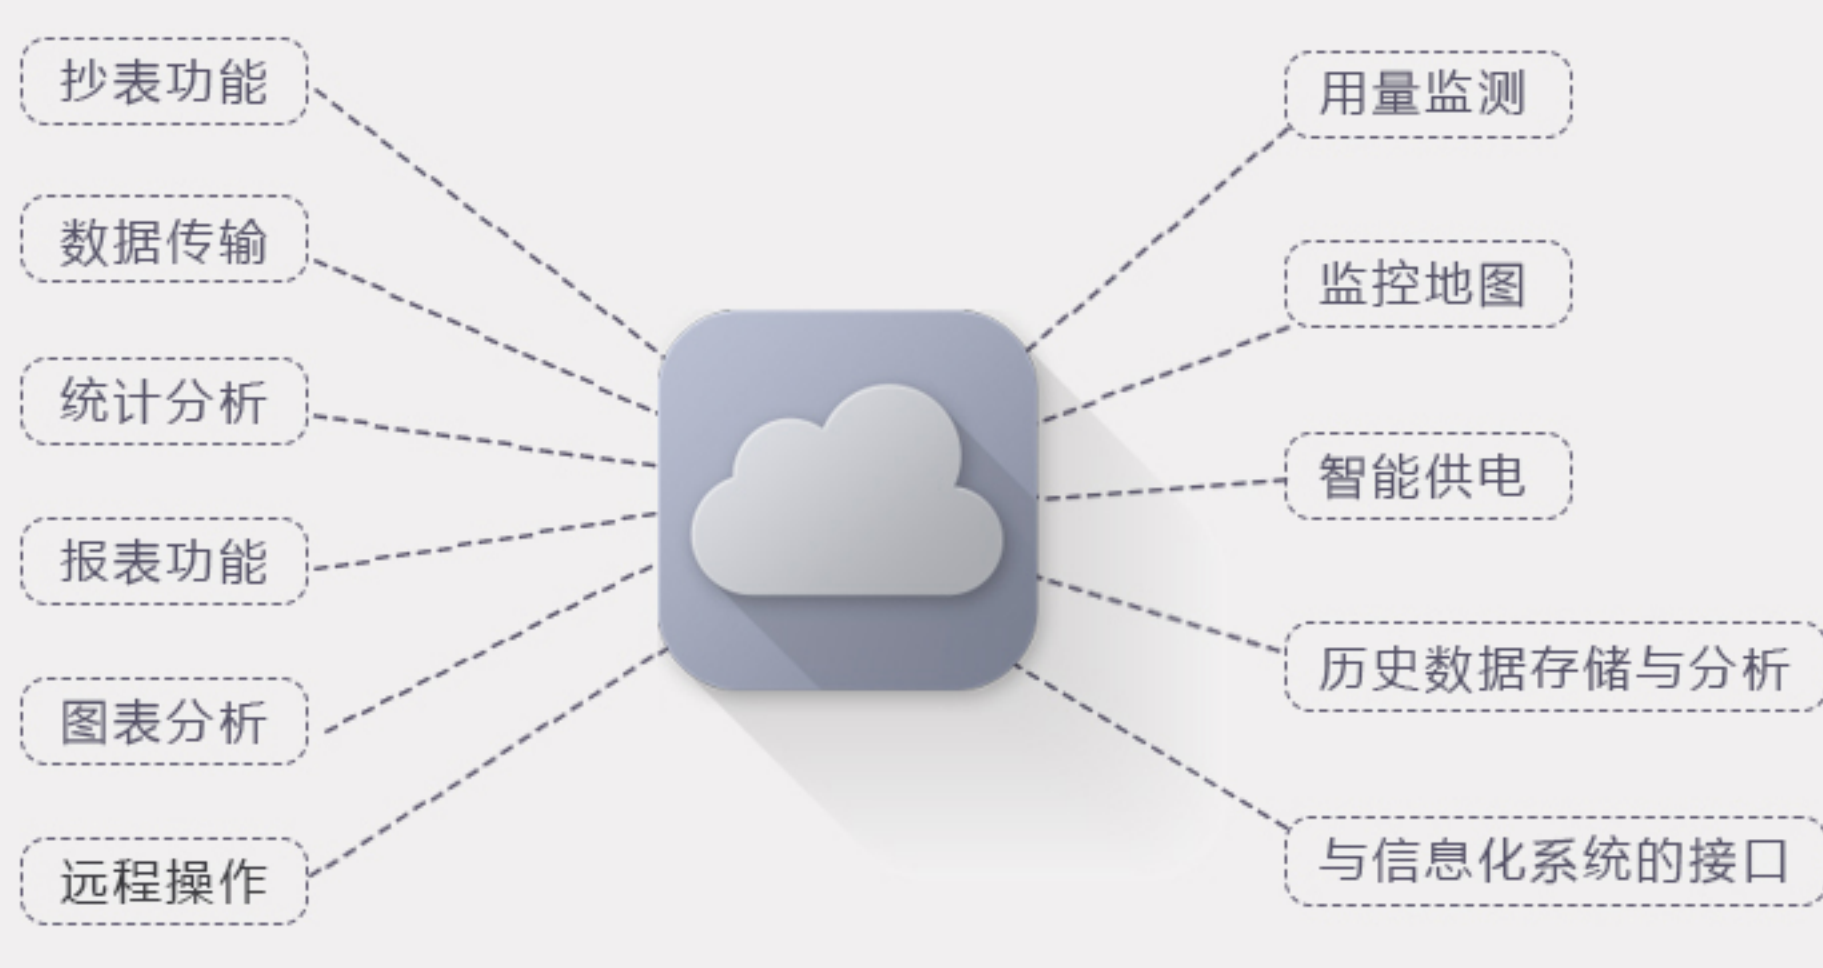 抄表功能
数据传输
统计分析
报表功能
图表分析
远程操作
用量监测
监控地图
智能供电
历史数据存储与分析
与信息化系统的接口